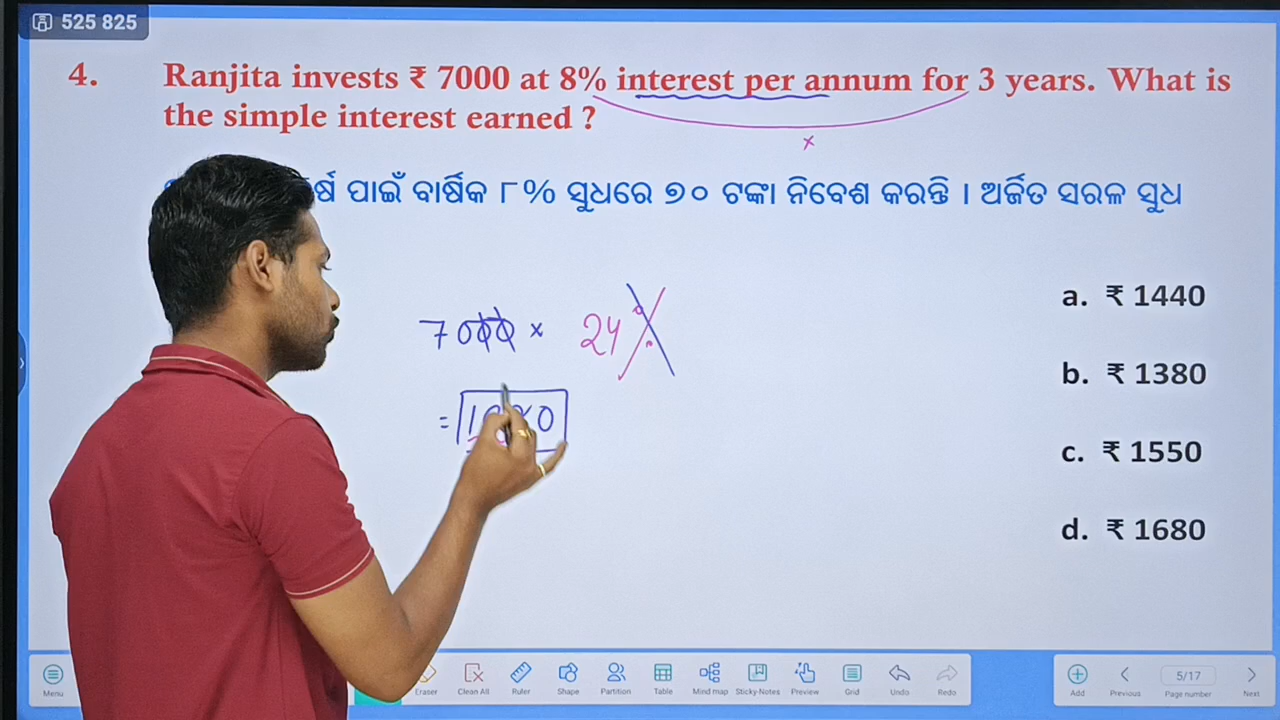 525 825
4. Ranjita invests ₹ 7000 at 8% interest per annum for 3 years. What is
the simple interest earned ?
ପାଇଁ ବାର୍ଷିକ ୮% ସୁଧରେ ୭୦ ଟଙ୍କା ନିବେଶ କରନ୍ତି । ଅର୍ଜିତ ସରଳ ସୁଧ
7000 × 24%
a. ₹ 1440
b. ₹ 1380
c. ₹ 1550
d. ₹ 1680
Menu Eraser Clean All Ruler Shape Partition Table Mind map Sticky-Notes Preview Grid Undo Redo Add Previous 5/17 Page number Next